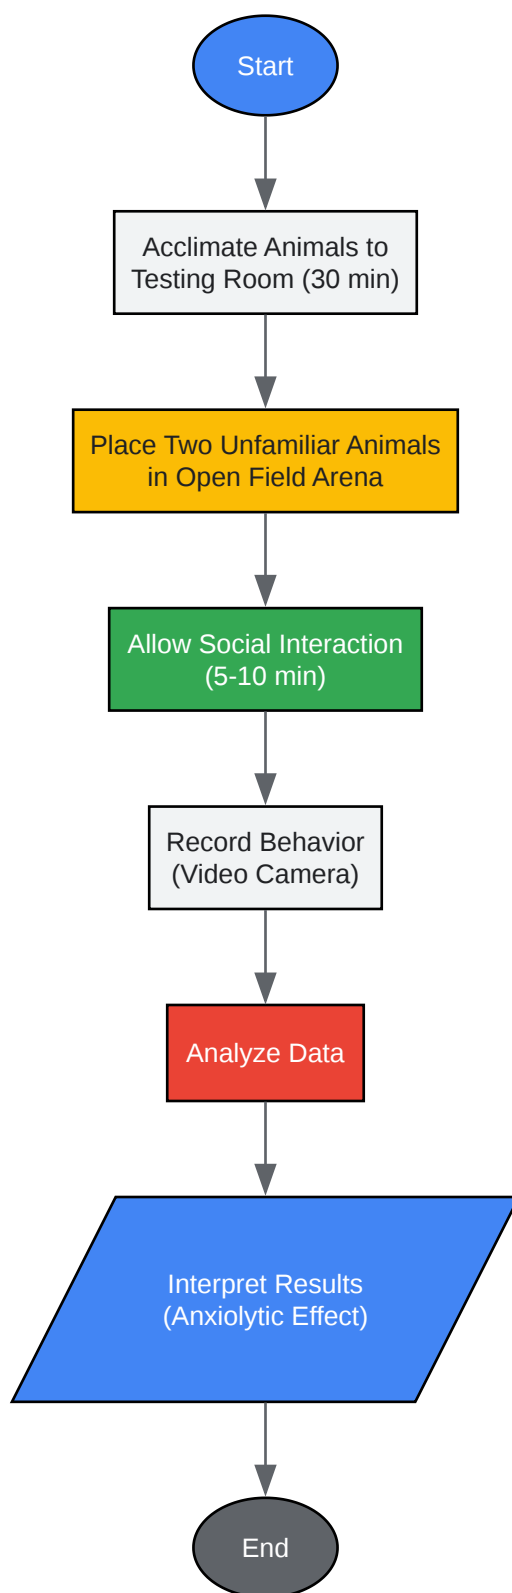 Start
Acclimate Animals to
Testing Room (30 min)
Place Two Unfamiliar Animals
in Open Field Arena
Allow Social Interaction
(5-10 min)
Record Behavior
(Video Camera)
Analyze Data
Interpret Results
(Anxiolytic Effect)
End